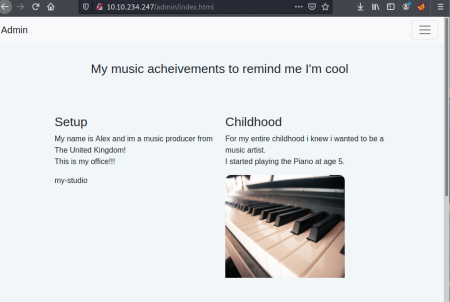 10.10.234.247/admin/index.html
Admin
My music acheivements to remind me I'm cool
Setup
My name is Alex and im a music producer from
The United Kingdom!
This is my office!!!
my-studio
Childhood
For my entire childhood i knew i wanted to be a
music artist.
I started playing the Piano at age 5.